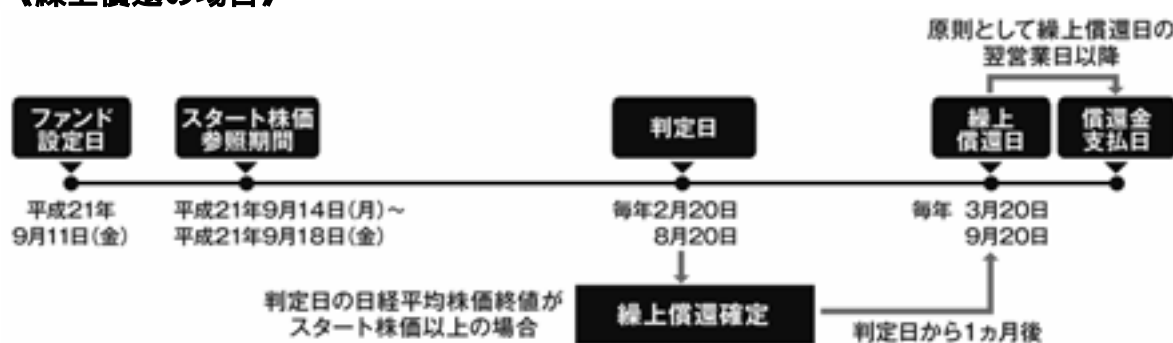 《繰上償還の場合》
原則として繰上償還日の
翌営業日以降
ファンド
設定日
スタート株価
参照期間
判定日
繰上
償還日
償還金
支払日
平成21年
9月11日(金)
平成21年9月14日(月)~
平成21年9月18日(金)
毎年2月20日
8月20日
毎年 3月20日
9月20日
判定日の日経平均株価終値が
スタート株価以上の場合
繰上償還確定
判定日から1ヵ月後